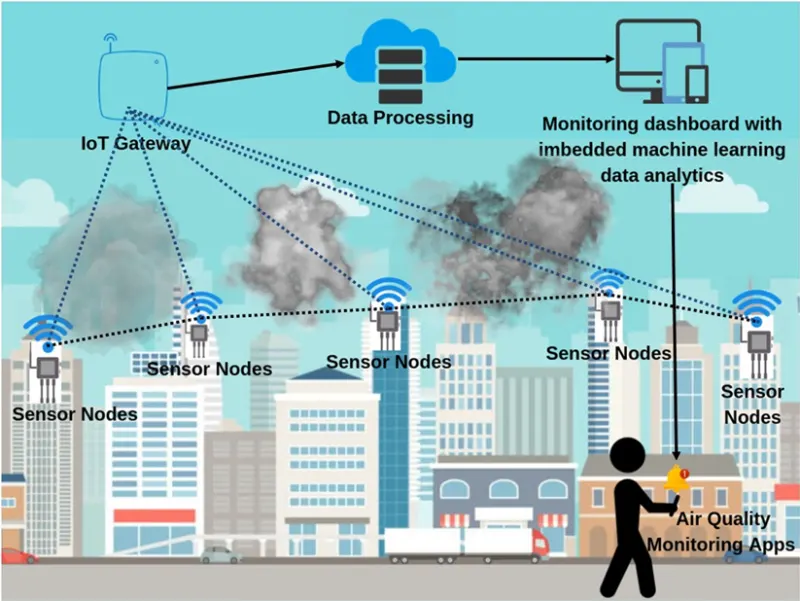 IoT Gateway
Data Processing
Monitoring dashboard with
imbedded machine learning
data analytics
Sensor Nodes
Sensor Nodes
Sensor Nodes
Sensor Nodes
Sensor
Nodes
Air Quality
Monitoring Apps